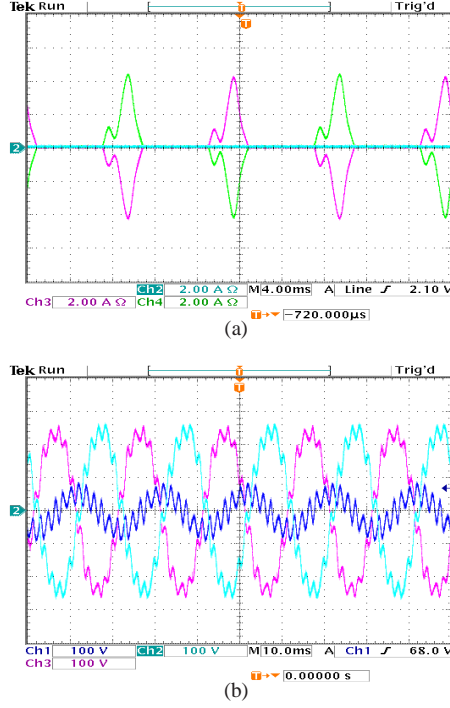 Tek Run T Trig'd
T
2
Ch2 2.00 A Ω M 4.00ms A Line ƒ 2.10 V
Ch3 2.00 A Ω Ch4 2.00 A Ω
T→▼ −720.000µs
(a)
Tek Run T Trig'd
T
2
Ch1 100 V Ch2 100 V M 10.0ms A Ch1 ƒ 68.0 V
Ch3 100 V
T→▼ 0.00000 s
(b)